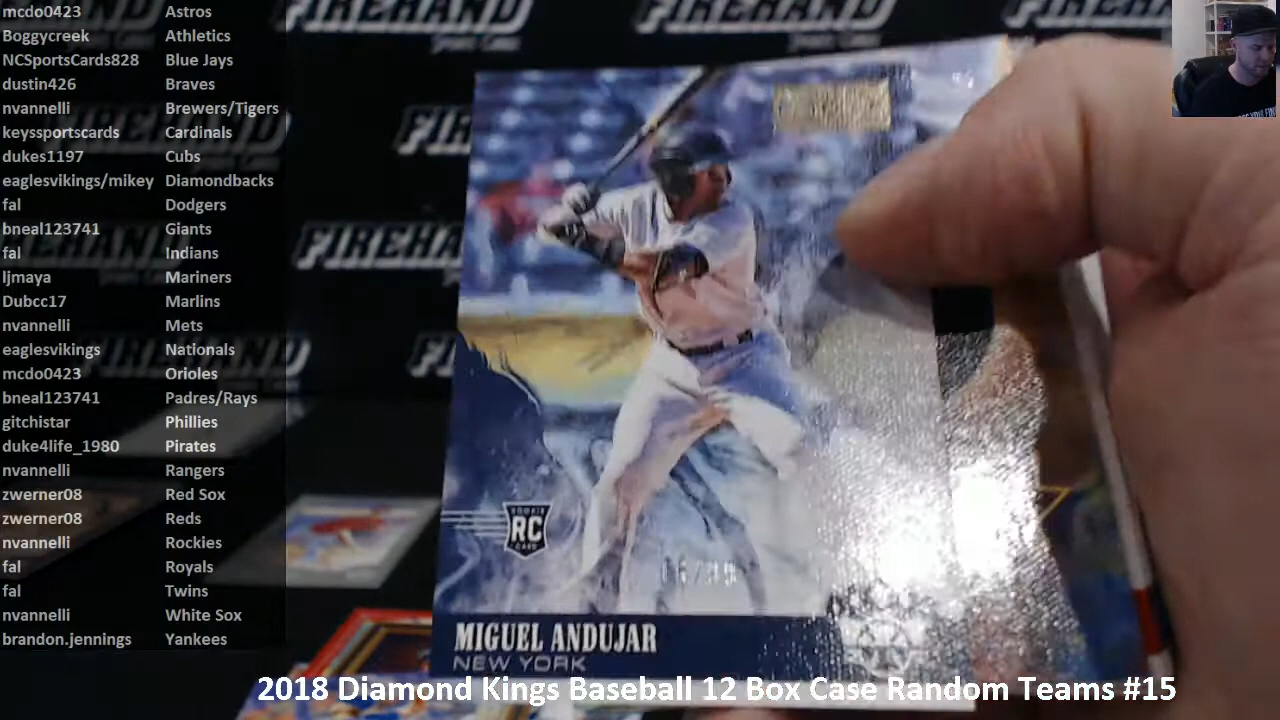 mcdo0423 Astros
Boggycreek Athletics
NCSportsCards828 Blue Jays
dustin426 Braves
nvannelli Brewers/Tigers
keyssportscards Cardinals
dukes1197 Cubs
eaglesvikings/mikey Diamondbacks
fal Dodgers
bneal123741 Giants
fal Indians
ljmaya Mariners
Dubcc17 Marlins
nvannelli Mets
eaglesvikings Nationals
mcdo0423 Orioles
bneal123741 Padres/Rays
gitchistar Phillies
duke4life_1980 Pirates
nvannelli Rangers
zwerner08 Red Sox
zwerner08 Reds
nvannelli Rockies
fal Royals
fal Twins
nvannelli White Sox
brandon.jennings Yankees
FIREHAND
FIREHAND
ROOKIE
RC
CARD
MIGUEL ANDUJAR
NEW YORK
2018 Diamond Kings Baseball 12 Box Case Random Teams #15